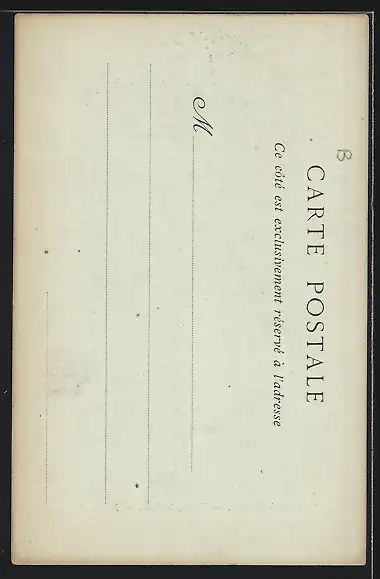 B
CARTE POSTALE
Ce côté est exclusivement réservé à l'adresse
M